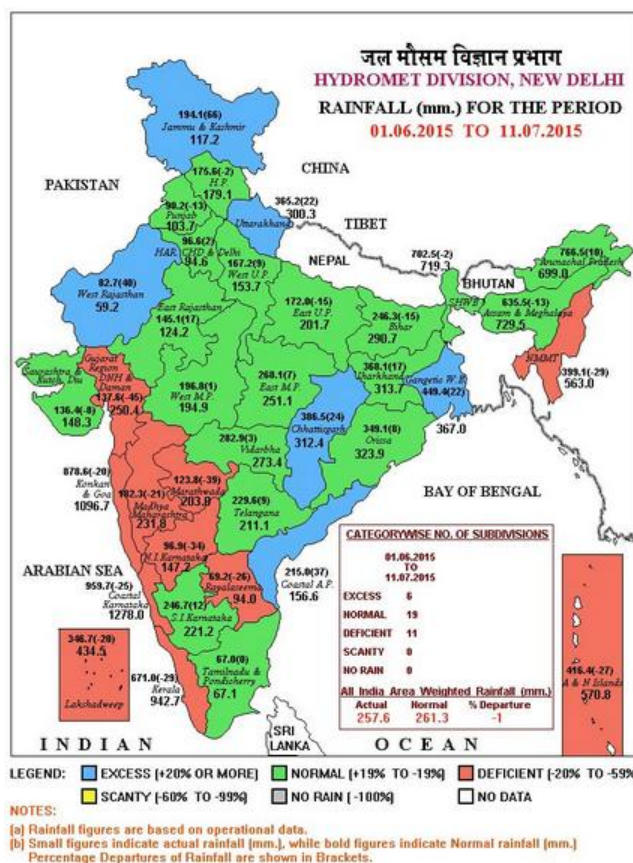 जल मौसम विज्ञान प्रभाग
HYDROMET DIVISION, NEW DELHI
RAINFALL (mm.) FOR THE PERIOD
01.06.2015 TO 11.07.2015
194.1(66)
Jammu & Kashmir
117.2
CHINA
175.6(-2)
H.P.
179.1
PAKISTAN
90.2(-13)
Punjab
103.7
365.2(22)
300.3
Uttarakhand
TIBET
96.6(2)
HAR. CHD & Delhi
94.6
NEPAL
167.2(9)
West U.P.
153.7
702.5(-2)
719.3
BHUTAN
766.5(10)
Arunachal Pradesh
699.0
82.7(40)
West Rajasthan
59.2
172.0(-15)
East U.P.
201.7
SHWB
635.5(-13)
Assam & Meghalaya
729.5
East Rajasthan
145.1(17)
124.2
246.3(-15)
Bihar
290.7
NMMT
399.1(-29)
563.0
Gujarat
Region
DNH &
Daman
137.6(-45)
250.4
Saurashtra, &
Kutch, Diu
136.4(-8)
148.3
196.8(1)
West M.P.
194.9
268.1(7)
East M.P.
251.1
368.1(17)
Jharkhand
313.7
Gangetic W.B.
449.4(22)
367.0
386.5(24)
Chhattisgarh
312.4
349.1(8)
Orissa
323.9
282.9(3)
Vidarbha
273.4
878.6(-20)
Konkan
and Goa
1096.7
123.8(-39)
Marathwada
203.8
182.3(-21)
Madhya
Maharashtra
231.8
229.6(9)
Telangana
211.1
BAY OF BENGAL
96.9(-34)
N.I.Karnataka
147.2
ARABIAN SEA
959.7(-25)
Coastal
Karnataka
1278.0
69.2(-26)
Rayalaseema
94.0
215.0(37)
Coastal A.P.
156.6
246.7(12)
S.I.Karnataka
221.2
CATEGORYWISE NO. OF SUBDIVISIONS
01.06.2015
TO
11.07.2015
EXCESS 6
NORMAL 19
DEFICIENT 11
SCANTY 0
NO RAIN 0
All India Area Weighted Rainfall (mm.)
Actual Normal % Departure
257.6 261.3 -1
346.7(-20)
434.5
Lakshadweep
671.0(-29)
Kerala
942.7
67.0(0)
Tamilnadu &
Pondicherry
67.1
416.4(-27)
A & N Islands
570.8
SRI
LANKA
INDIAN OCEAN
LEGEND: EXCESS (+20% OR MORE) NORMAL (+19% TO -19%) DEFICIENT (-20% TO -59%
SCANTY (-60% TO -99%) NO RAIN (-100%) NO DATA
NOTES:
(a) Rainfall figures are based on operational data.
(b) Small figures indicate actual rainfall (mm.), while bold figures indicate Normal rainfall (mm.)
Percentage Departures of Rainfall are shown in Brackets.